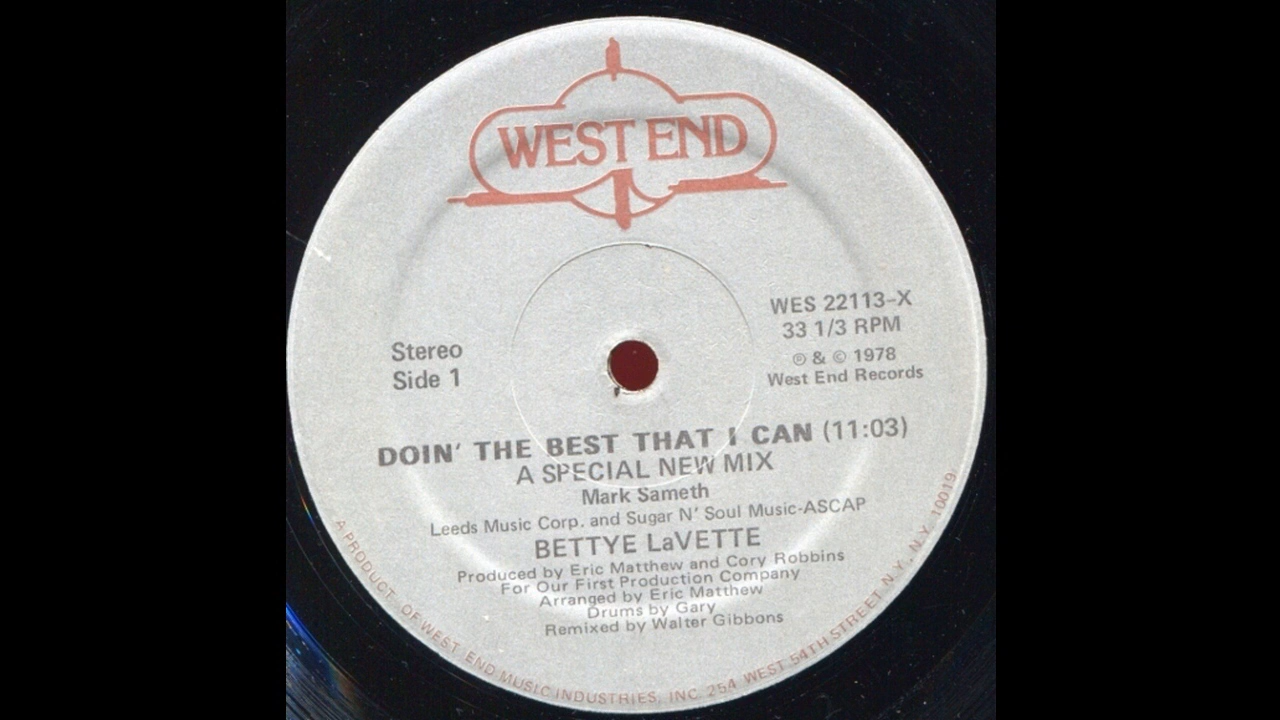 WEST END
WES 22113-X
33 1/3 RPM
℗ & © 1978
West End Records
Stereo
Side 1
DOIN' THE BEST THAT I CAN (11:03)
A SPECIAL NEW MIX
Mark Sameth
Leeds Music Corp. and Sugar N' Soul Music-ASCAP
BETTYE LaVETTE
Produced by Eric Matthew and Cory Robbins
For Our First Production Company
Arranged by Eric Matthew
Drums by Gary
Remixed by Walter Gibbons
A PRODUCT OF WEST END MUSIC INDUSTRIES, INC. 254 WEST 54TH STREET N.Y., N.Y. 10019